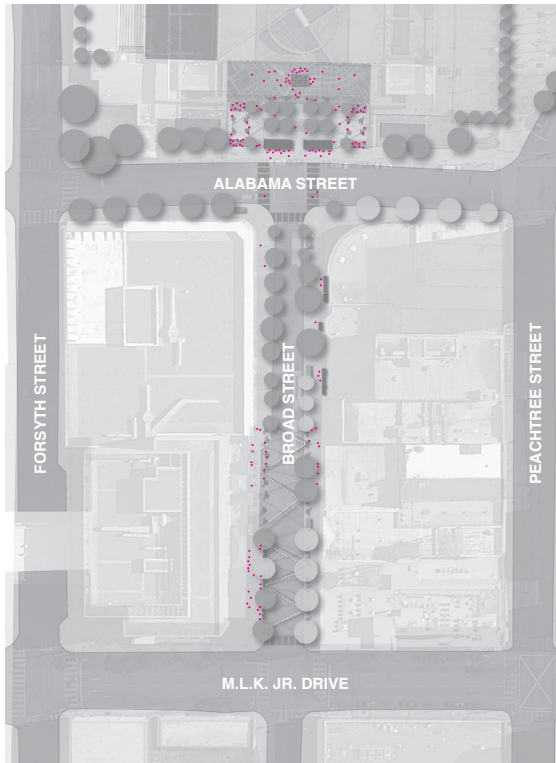 ALABAMA STREET
FORSYTH STREET
BROAD STREET
PEACHTREE STREET
M.L.K. JR. DRIVE